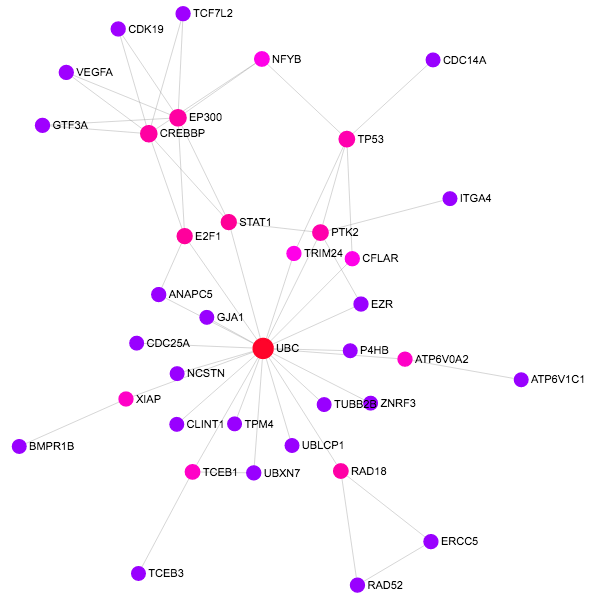 TCF7L2
CDK19
NFYB
CDC14A
VEGFA
EP300
GTF3A
CREBBP
TP53
ITGA4
STAT1
PTK2
E2F1
TRIM24
CFLAR
ANAPC5
EZR
GJA1
CDC25A
UBC
P4HB
ATP6V0A2
NCSTN
ATP6V1C1
XIAP
TUBB2B
ZNRF3
CLINT1
TPM4
BMPR1B
UBLCP1
TCEB1
UBXN7
RAD18
ERCC5
TCEB3
RAD52